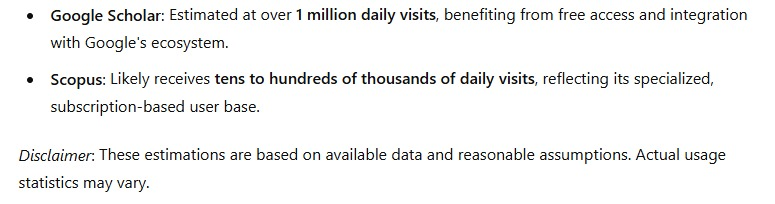 • Google Scholar: Estimated at over 1 million daily visits, benefiting from free access and integration
with Google's ecosystem.
• Scopus: Likely receives tens to hundreds of thousands of daily visits, reflecting its specialized,
subscription-based user base.
Disclaimer: These estimations are based on available data and reasonable assumptions. Actual usage
statistics may vary.